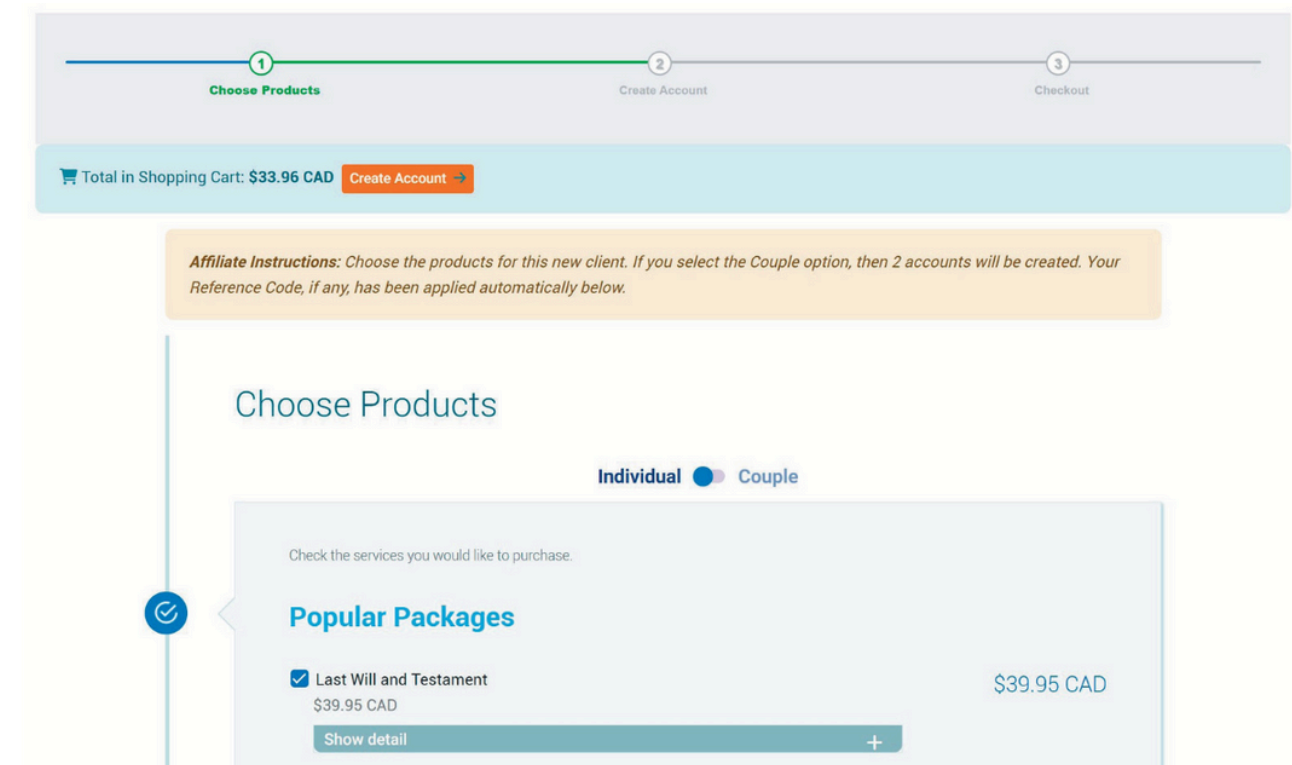 1
2
3
Choose Products
Create Account
Checkout
Total in Shopping Cart: $33.96 CAD
Create Account →
Affiliate Instructions: Choose the products for this new client. If you select the Couple option, then 2 accounts will be created. Your
Reference Code, if any, has been applied automatically below.
Choose Products
Individual
Couple
Check the services you would like to purchase.
Popular Packages
Last Will and Testament
$39.95 CAD
$39.95 CAD
Show detail
+